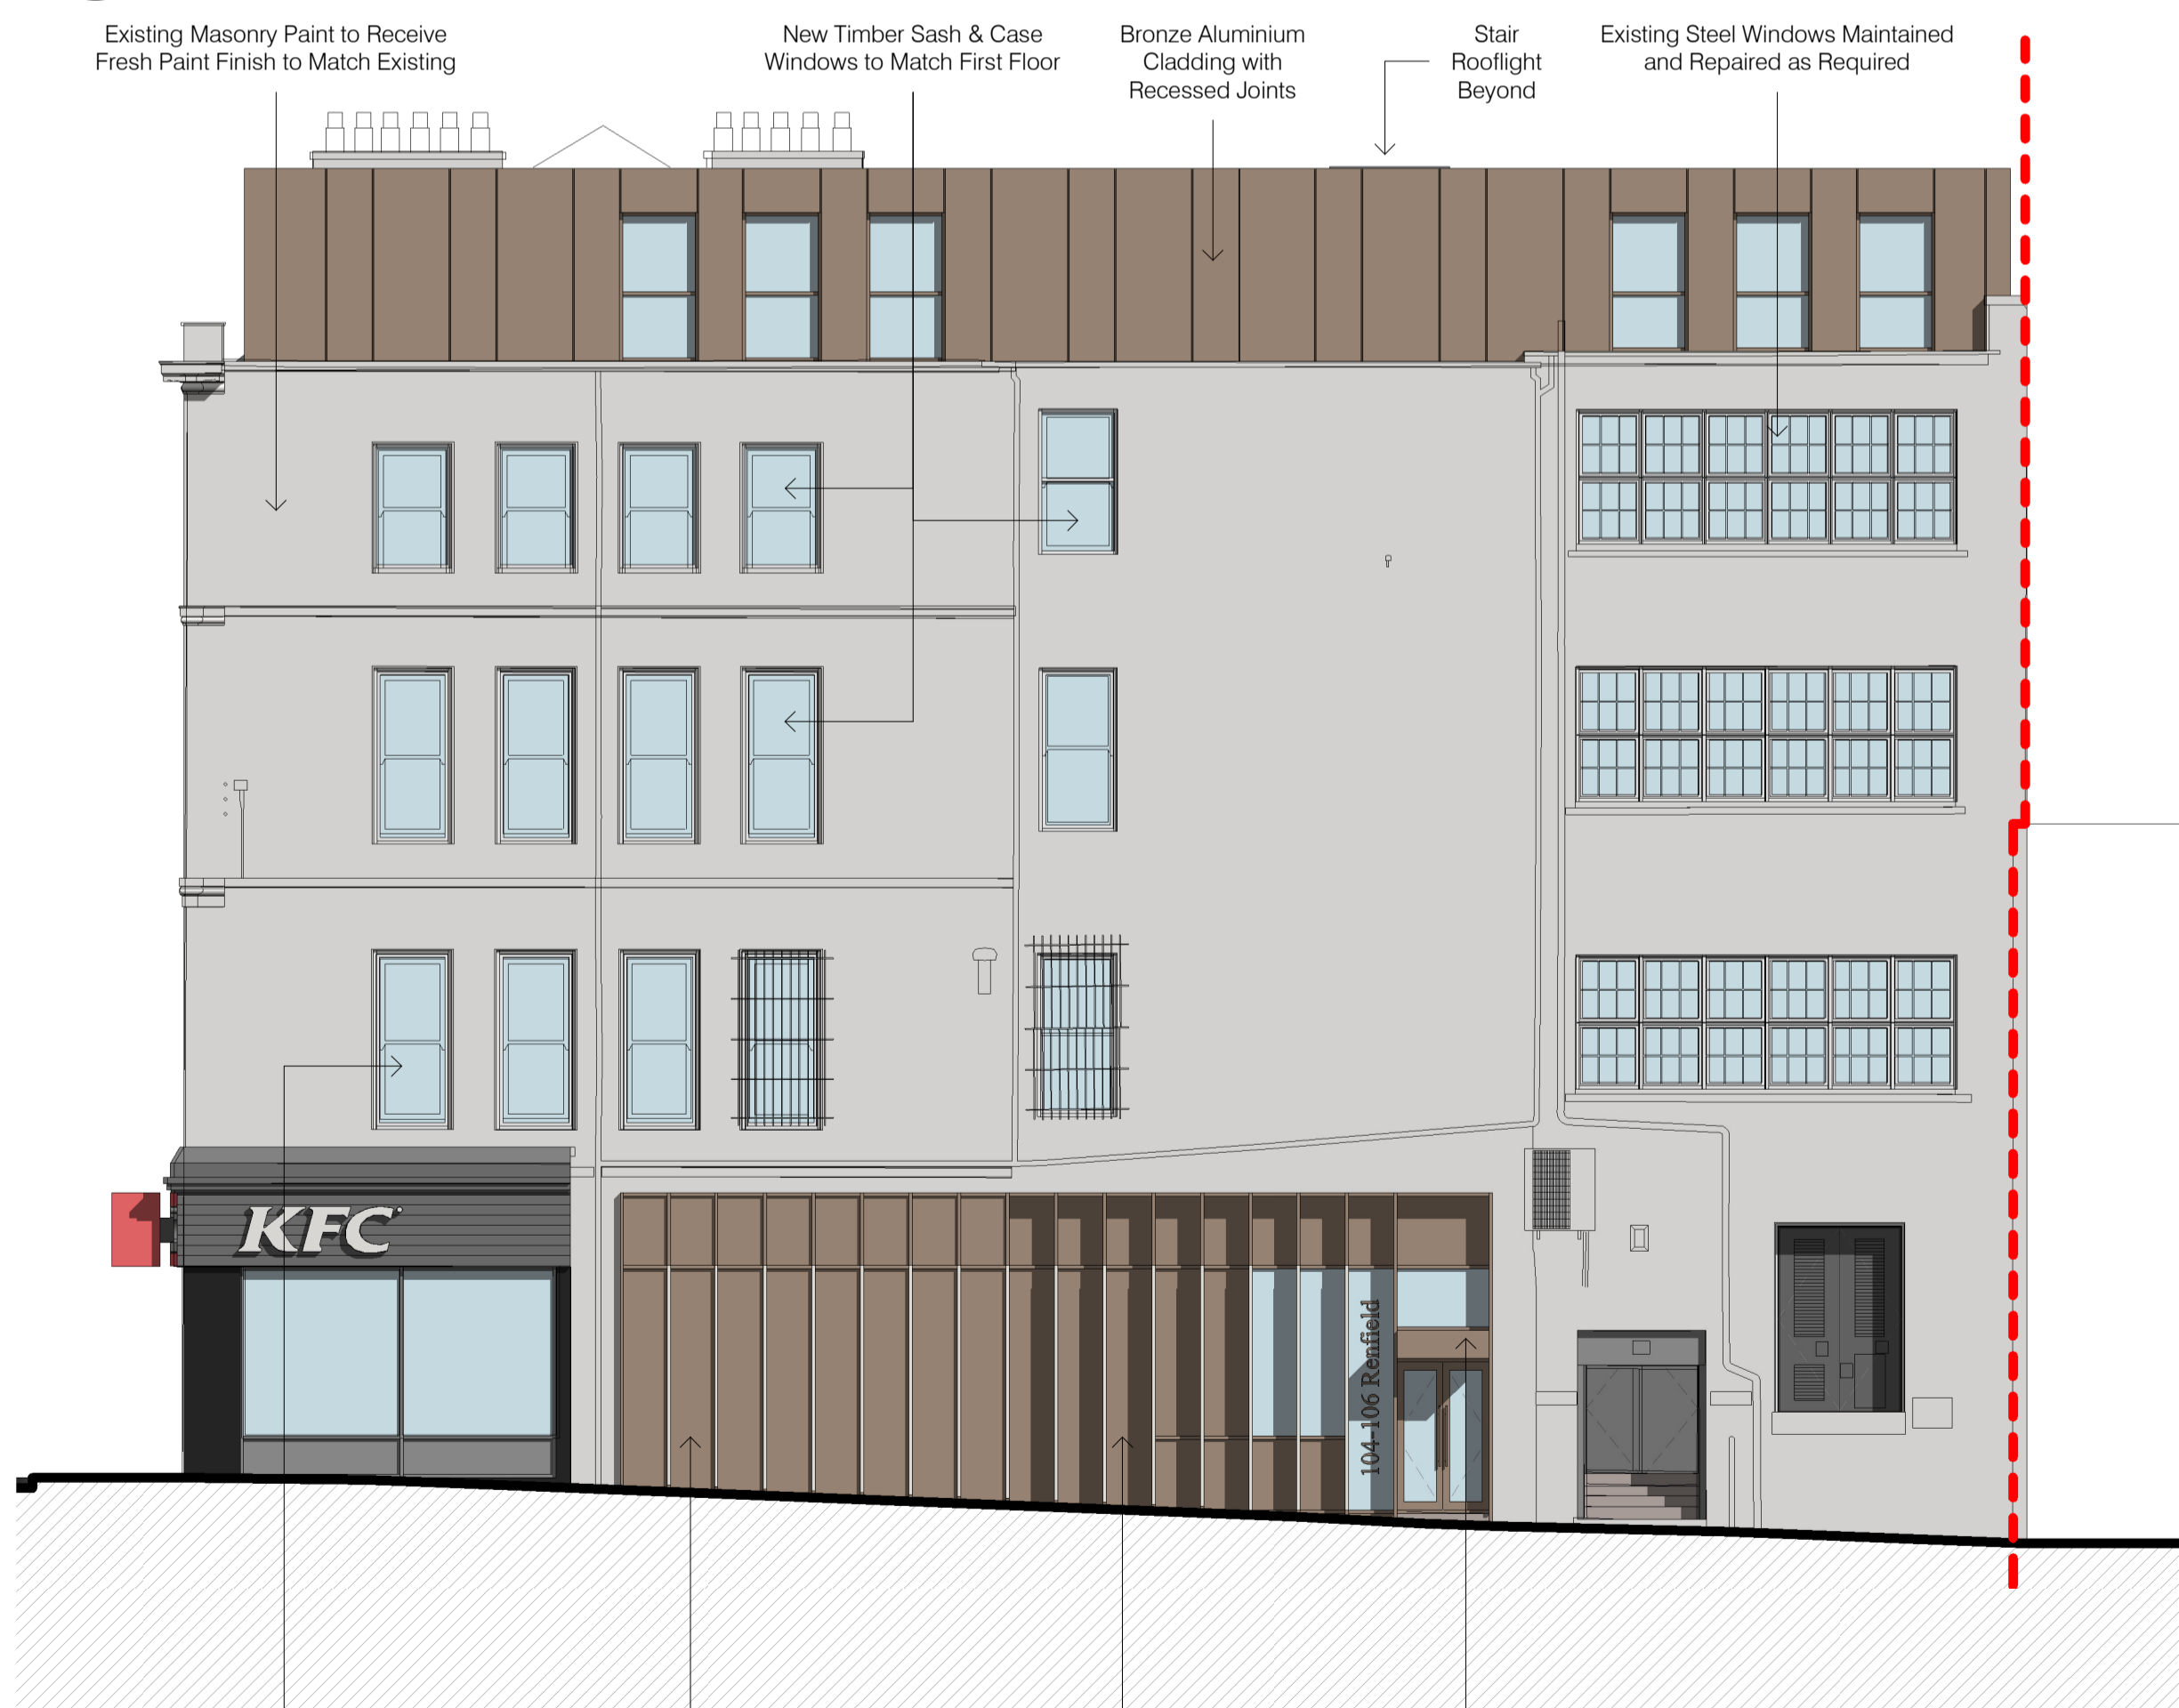 Existing Masonry Paint to Receive
Fresh Paint Finish to Match Existing
New Timber Sash & Case
Windows to Match First Floor
Bronze Aluminium
Cladding with
Recessed Joints
Stair
Rooflight
Beyond
Existing Steel Windows Maintained
and Repaired as Required
KFC
104-106 Renfield